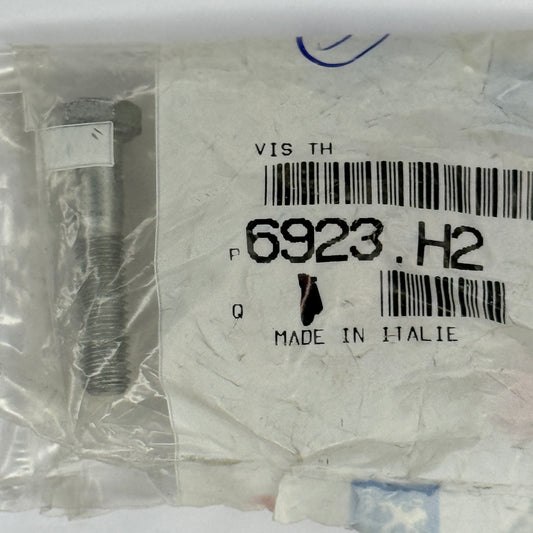 VIS TH
P 6923.H2
Q
MADE IN ITALIE